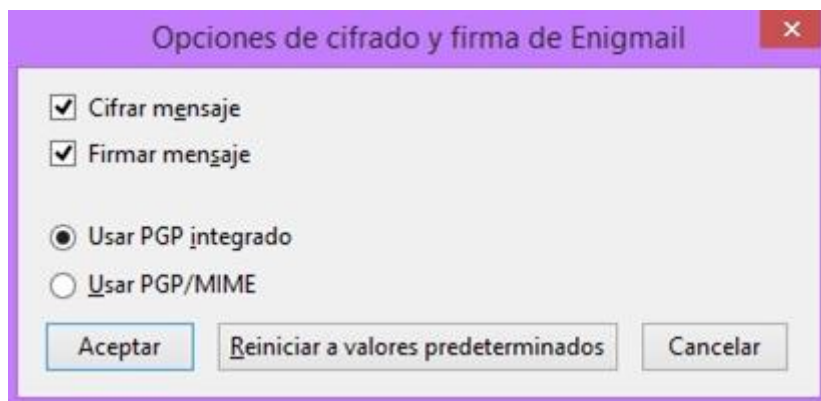 Opciones de cifrado y firma de Enigmail
Cifrar mensaje
Firmar mensaje
Usar PGP integrado
Usar PGP/MIME
Aceptar Reiniciar a valores predeterminados Cancelar